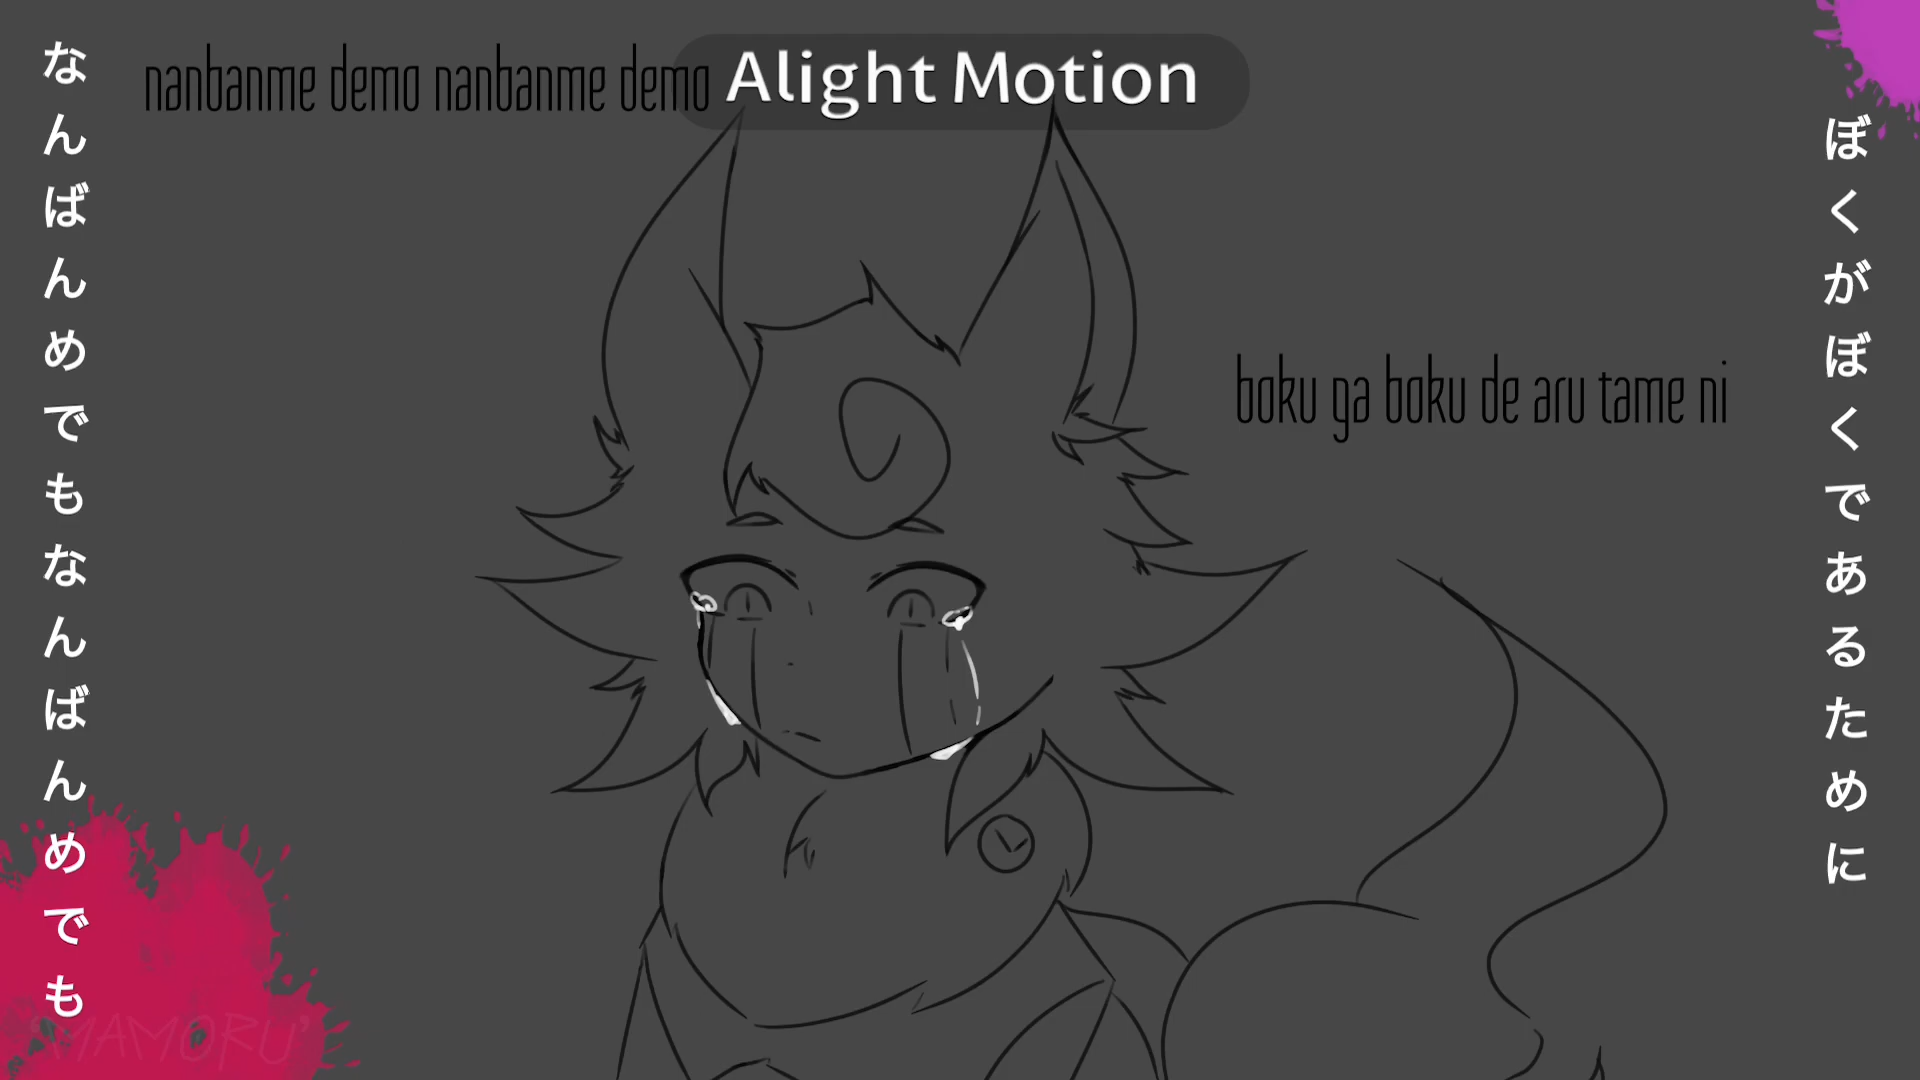 なんばんめでもなんばんめでも
nanbanme demo nanbanme demo
Alight Motion
boku ga boku de aru tame ni
ぼくがぼくであるために
'MAMORU'